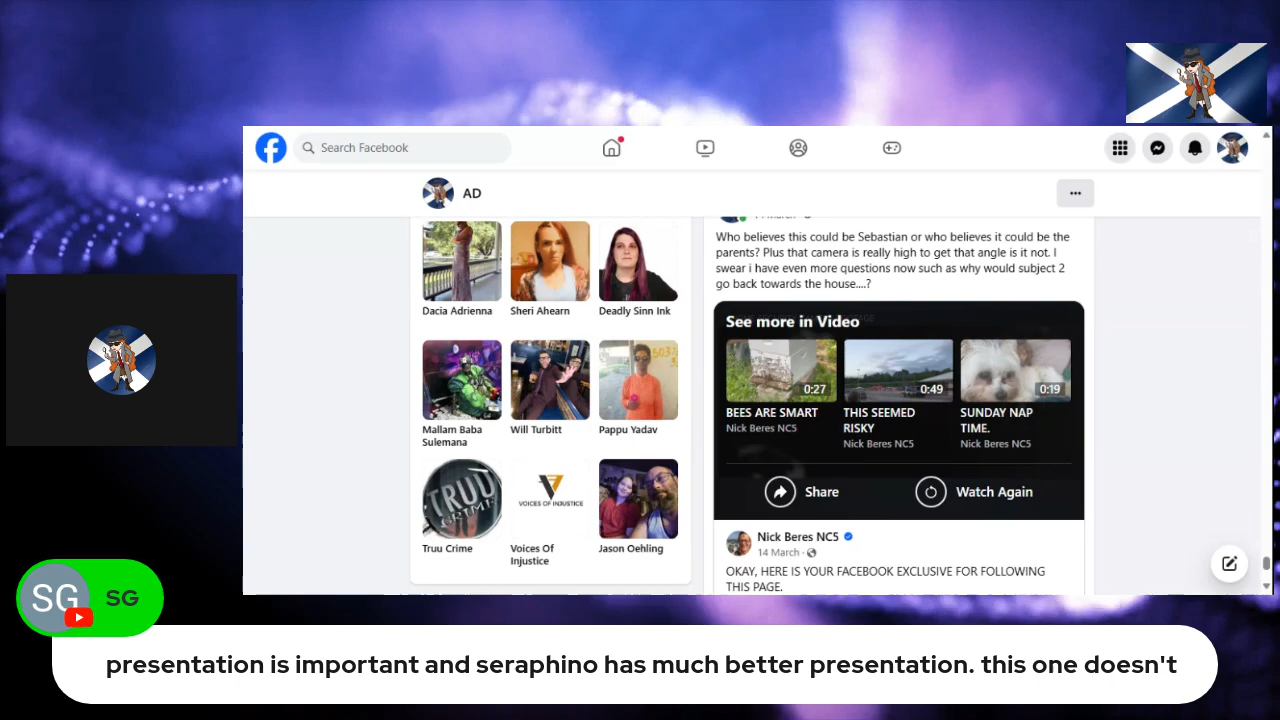 Search Facebook
AD
Dacia Adrienna
Sheri Ahearn
Deadly Sinn Ink
Mallam Baba
Sulemana
Will Turbitt
Pappu Yadav
TRUU
CRIME
VOICES OF INJUSTICE
Truu Crime
Voices Of
Injustice
Jason Oehling
Who believes this could be Sebastian or who believes it could be the
parents? Plus that camera is really high to get that angle is it not. I
swear i have even more questions now such as why would subject 2
go back towards the house....?
See more in Video
0:27
0:49
0:19
BEES ARE SMART
Nick Beres NC5
THIS SEEMED
RISKY
Nick Beres NC5
SUNDAY NAP
TIME.
Nick Beres NC5
Share
Watch Again
Nick Beres NC5
14 March
OKAY, HERE IS YOUR FACEBOOK EXCLUSIVE FOR FOLLOWING
THIS PAGE.
SG
SG
presentation is important and seraphino has much better presentation. this one doesn't